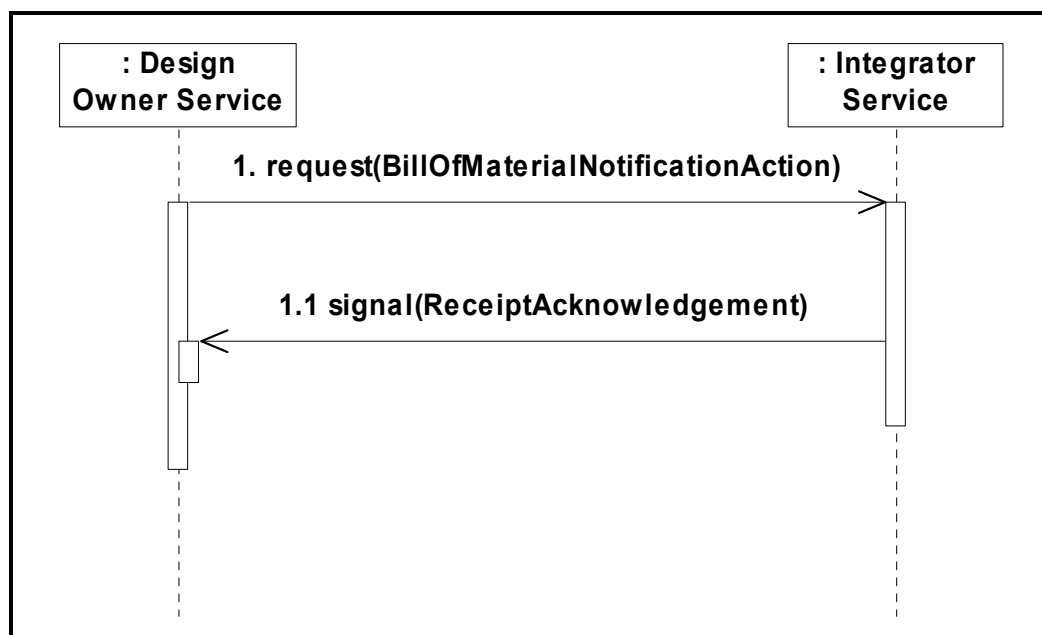 : Design
Owner Service
: Integrator
Service
1. request(BillOfMaterialNotificationAction)
1.1 signal(ReceiptAcknowledgement)